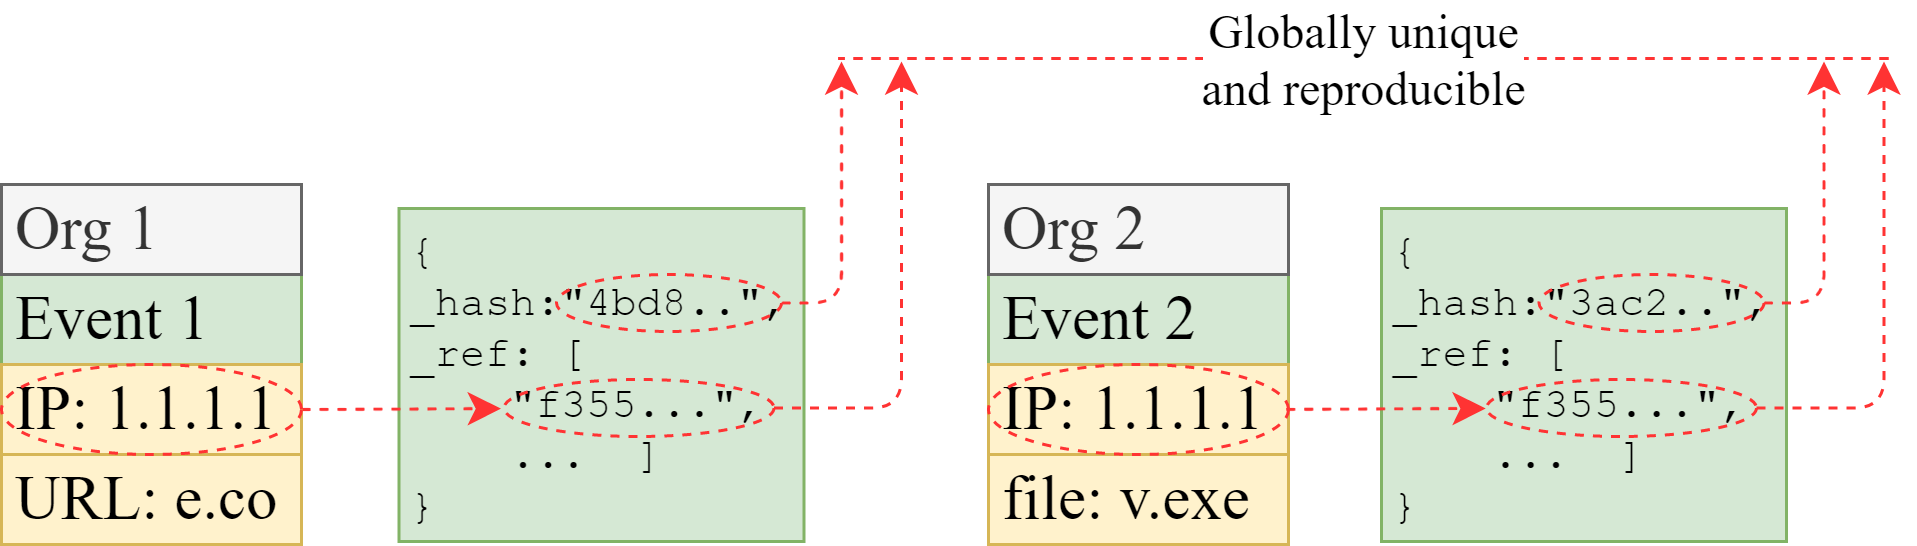 Globally unique
and reproducible
Org 1
Event 1
IP: 1.1.1.1
URL: e.co
{
_hash:"4bd8..",
_ref: [
"f355...",
... ]
}
Org 2
Event 2
IP: 1.1.1.1
file: v.exe
{
_hash:"3ac2..",
_ref: [
"f355...",
... ]
}